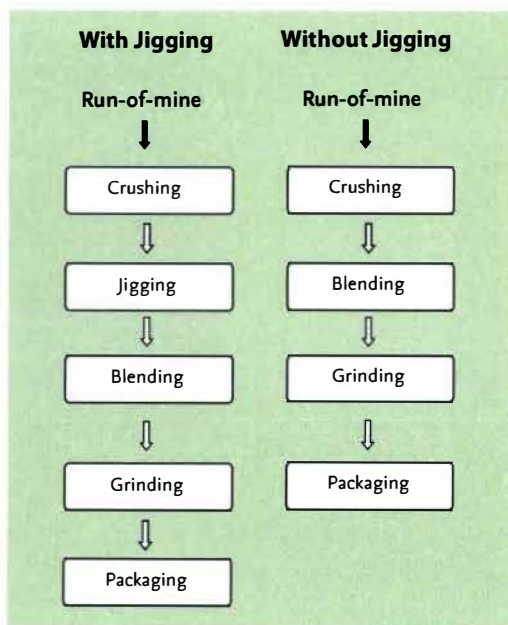 With Jigging
Run-of-mine
Crushing
Jigging
Blending
Grinding
Packaging
Without Jigging
Run-of-mine
Crushing
Blending
Grinding
Packaging